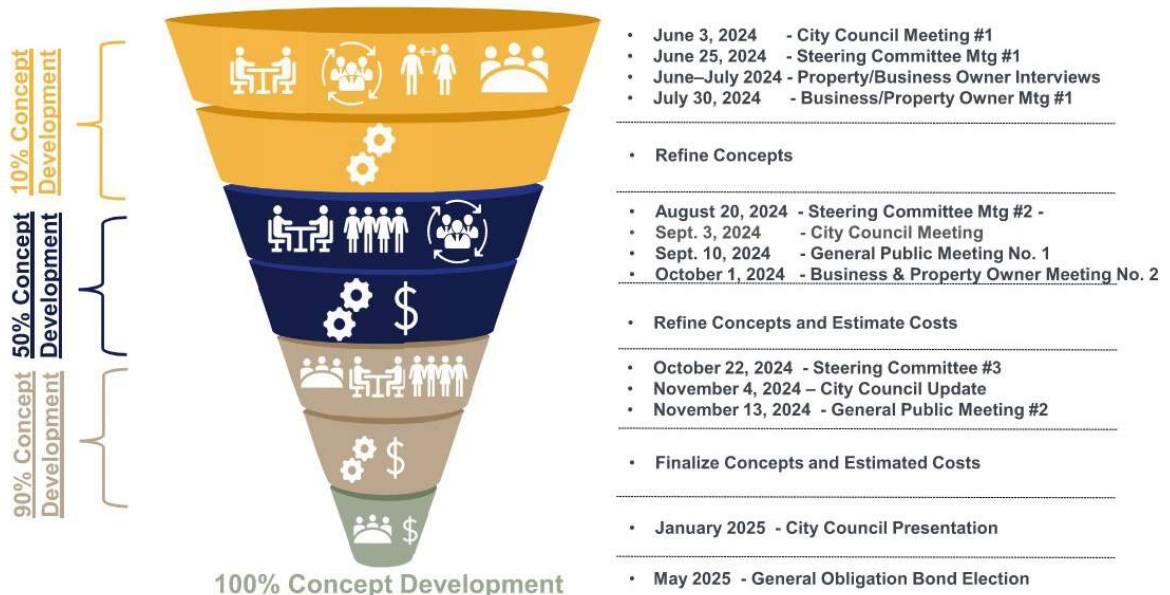 10% Concept
Development
50% Concept
Development
90% Concept
Development
• June 3, 2024 - City Council Meeting #1
• June 25, 2024 - Steering Committee Mtg #1
• June–July 2024 - Property/Business Owner Interviews
• July 30, 2024 - Business/Property Owner Mtg #1
• Refine Concepts
• August 20, 2024 - Steering Committee Mtg #2 -
• Sept. 3, 2024 - City Council Meeting
• Sept. 10, 2024 - General Public Meeting No. 1
• October 1, 2024 - Business & Property Owner Meeting No. 2
$
• Refine Concepts and Estimate Costs
• October 22, 2024 - Steering Committee #3
• November 4, 2024 – City Council Update
• November 13, 2024 - General Public Meeting #2
$
• Finalize Concepts and Estimated Costs
$
• January 2025 - City Council Presentation
100% Concept Development
• May 2025 - General Obligation Bond Election